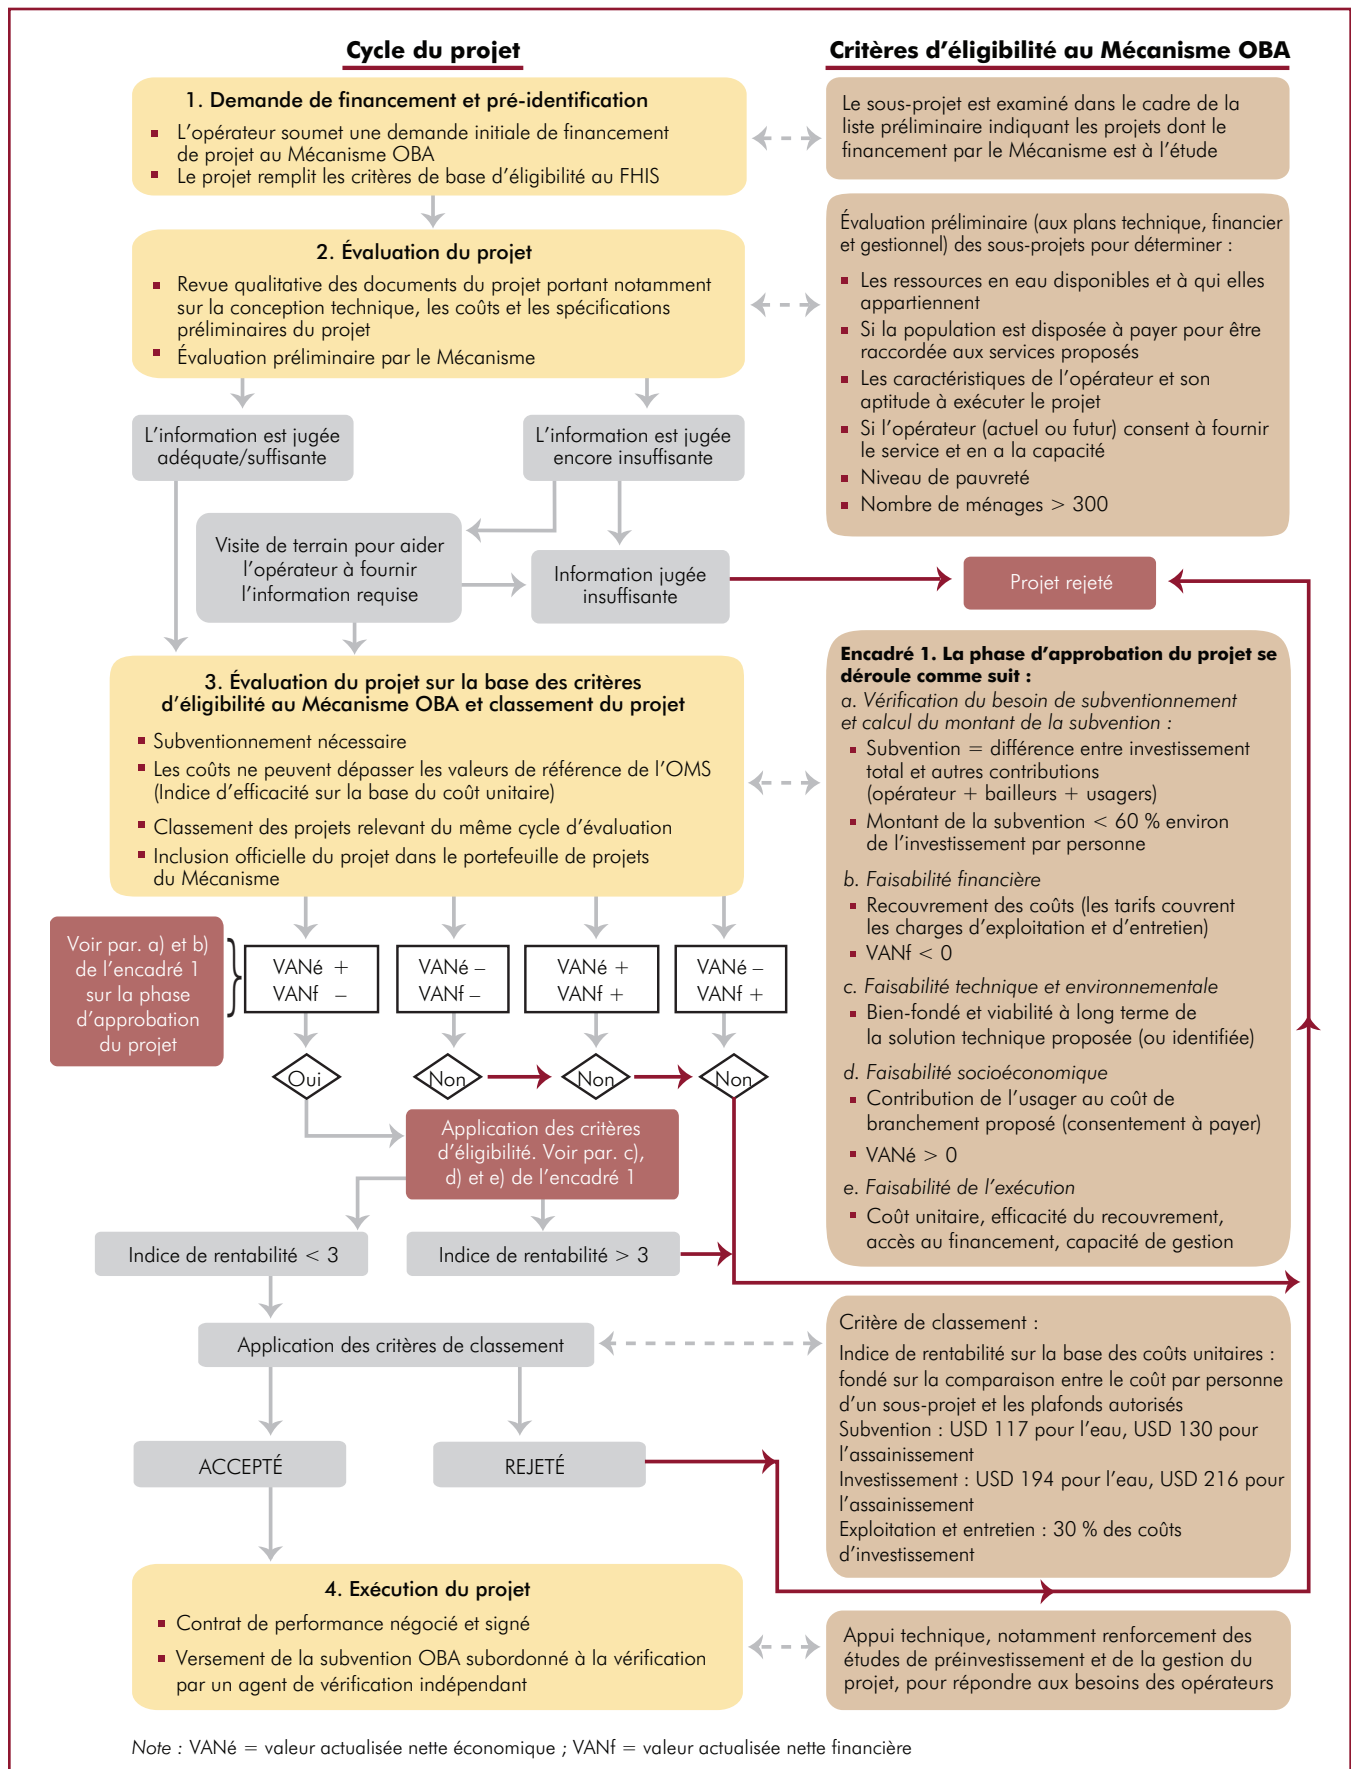 Cycle du projet
Critères d'éligibilité au Mécanisme OBA
1. Demande de financement et pré-identification
■ L'opérateur soumet une demande initiale de financement
de projet au Mécanisme OBA
■ Le projet remplit les critères de base d'éligibilité au FHIS
Le sous-projet est examiné dans le cadre de la
liste préliminaire indiquant les projets dont le
financement par le Mécanisme est à l'étude
2. Évaluation du projet
■ Revue qualitative des documents du projet portant notamment
sur la conception technique, les coûts et les spécifications
préliminaires du projet
■ Évaluation préliminaire par le Mécanisme
Évaluation préliminaire (aux plans technique, financier
et gestionnel) des sous-projets pour déterminer :
■ Les ressources en eau disponibles et à qui elles
appartiennent
■ Si la population est disposée à payer pour être
raccordée aux services proposés
■ Les caractéristiques de l'opérateur et son
aptitude à exécuter le projet
■ Si l'opérateur (actuel ou futur) consent à fournir
le service et en a la capacité
■ Niveau de pauvreté
■ Nombre de ménages > 300
L'information est jugée
adéquate/suffisante
L'information est jugée
encore insuffisante
Visite de terrain pour aider
l'opérateur à fournir
l'information requise
Information jugée
insuffisante
Projet rejeté
3. Évaluation du projet sur la base des critères
d'éligibilité au Mécanisme OBA et classement du projet
■ Subventionnement nécessaire
■ Les coûts ne peuvent dépasser les valeurs de référence de l'OMS
(Indice d'efficacité sur la base du coût unitaire)
■ Classement des projets relevant du même cycle d'évaluation
■ Inclusion officielle du projet dans le portefeuille de projets
du Mécanisme
Encadré 1. La phase d'approbation du projet se
déroule comme suit :
a. Vérification du besoin de subventionnement
et calcul du montant de la subvention :
■ Subvention = différence entre investissement
total et autres contributions
(opérateur + bailleurs + usagers)
■ Montant de la subvention < 60 % environ
de l'investissement par personne
b. Faisabilité financière
■ Recouvrement des coûts (les tarifs couvrent
les charges d'exploitation et d'entretien)
■ VANf < 0
c. Faisabilité technique et environnementale
■ Bien-fondé et viabilité à long terme de
la solution technique proposée (ou identifiée)
d. Faisabilité socioéconomique
■ Contribution de l'usager au coût de
branchement proposé (consentement à payer)
■ VANé > 0
e. Faisabilité de l'exécution
■ Coût unitaire, efficacité du recouvrement,
accès au financement, capacité de gestion
Voir par. a) et b)
de l'encadré 1
sur la phase
d'approbation
du projet
VANé +
VANf –
VANé –
VANf –
VANé +
VANf +
VANé –
VANf +
Oui
Non
Non
Non
Application des critères
d'éligibilité. Voir par. c),
d) et e) de l'encadré 1
Indice de rentabilité < 3
Indice de rentabilité > 3
Application des critères de classement
Critère de classement :
Indice de rentabilité sur la base des coûts unitaires :
fondé sur la comparaison entre le coût par personne
d'un sous-projet et les plafonds autorisés
Subvention : USD 117 pour l'eau, USD 130 pour
l'assainissement
Investissement : USD 194 pour l'eau, USD 216 pour
l'assainissement
Exploitation et entretien : 30 % des coûts
d'investissement
ACCEPTÉ
REJETÉ
4. Exécution du projet
■ Contrat de performance négocié et signé
■ Versement de la subvention OBA subordonné à la vérification
par un agent de vérification indépendant
Appui technique, notamment renforcement des
études de préinvestissement et de la gestion du
projet, pour répondre aux besoins des opérateurs
Note : VANé = valeur actualisée nette économique ; VANf = valeur actualisée nette financière